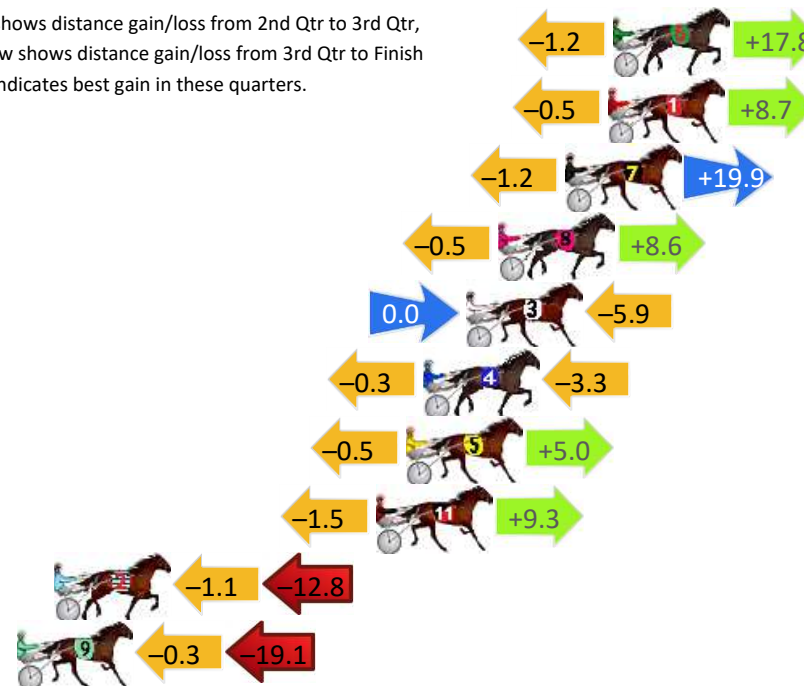 shows distance gain/loss from 2nd Qtr to 3rd Qtr,
w shows distance gain/loss from 3rd Qtr to Finish
ndicates best gain in these quarters.
–1.2 6 +17.8
–0.5 1 +8.7
–1.2 7 +19.9
–0.5 8 +8.6
0.0 3 –5.9
–0.3 4 –3.3
–0.5 5 +5.0
–1.5 11 +9.3
2 –1.1 –12.8
9 –0.3 –19.1